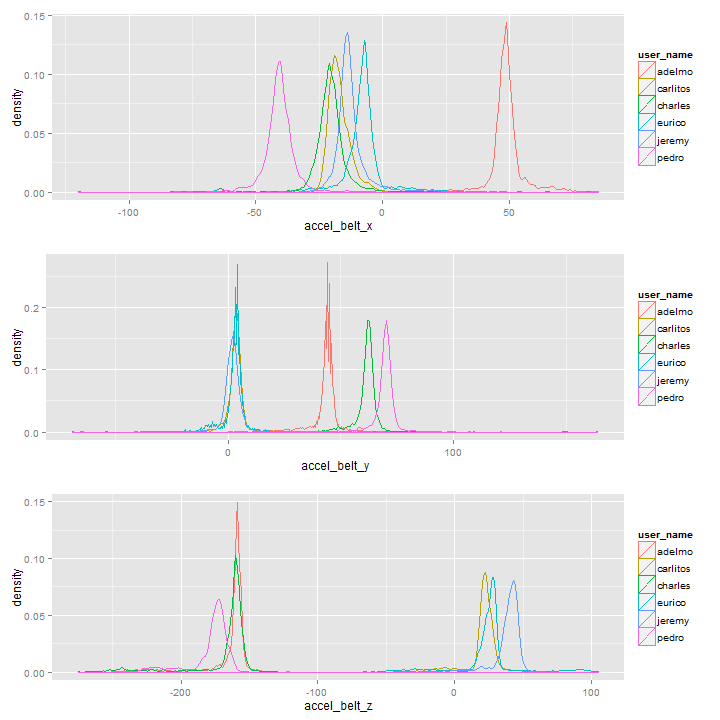 0.15
0.10
0.05
0.00
density
-100
-50
0
50
accel_belt_x
user_name
adelmo
carlitos
charles
eurico
jeremy
pedro
0.2
0.1
0.0
density
0
100
accel_belt_y
user_name
adelmo
carlitos
charles
eurico
jeremy
pedro
0.15
0.10
0.05
0.00
density
-200
-100
0
100
accel_belt_z
user_name
adelmo
carlitos
charles
eurico
jeremy
pedro